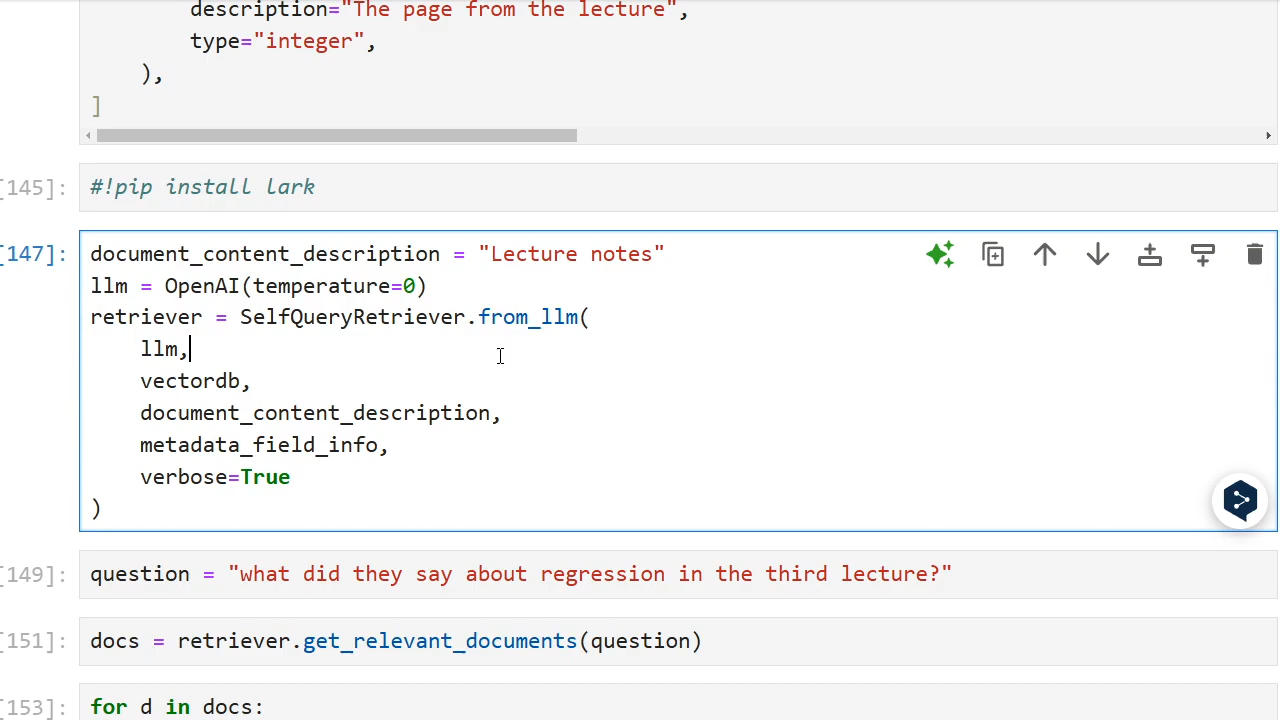 description="The page from the lecture",
type="integer",
),
]
[145]:
#!pip install lark
[147]:
document_content_description = "Lecture notes"
llm = OpenAI(temperature=0)
retriever = SelfQueryRetriever.from_llm(
llm,
vectordb,
document_content_description,
metadata_field_info,
verbose=True
)
[149]:
question = "what did they say about regression in the third lecture?"
[151]:
docs = retriever.get_relevant_documents(question)
[153]:
for d in docs: